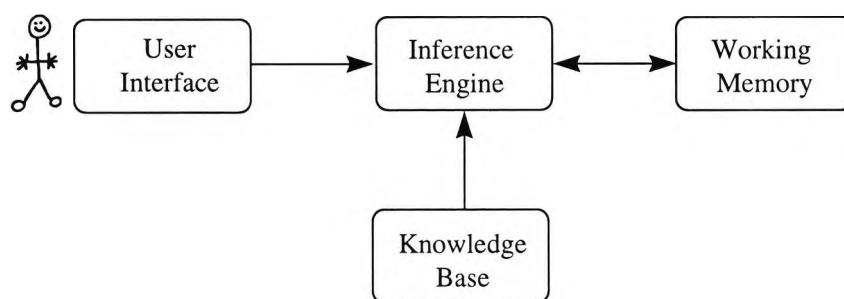 User
Interface
Inference
Engine
Working
Memory
Knowledge
Base